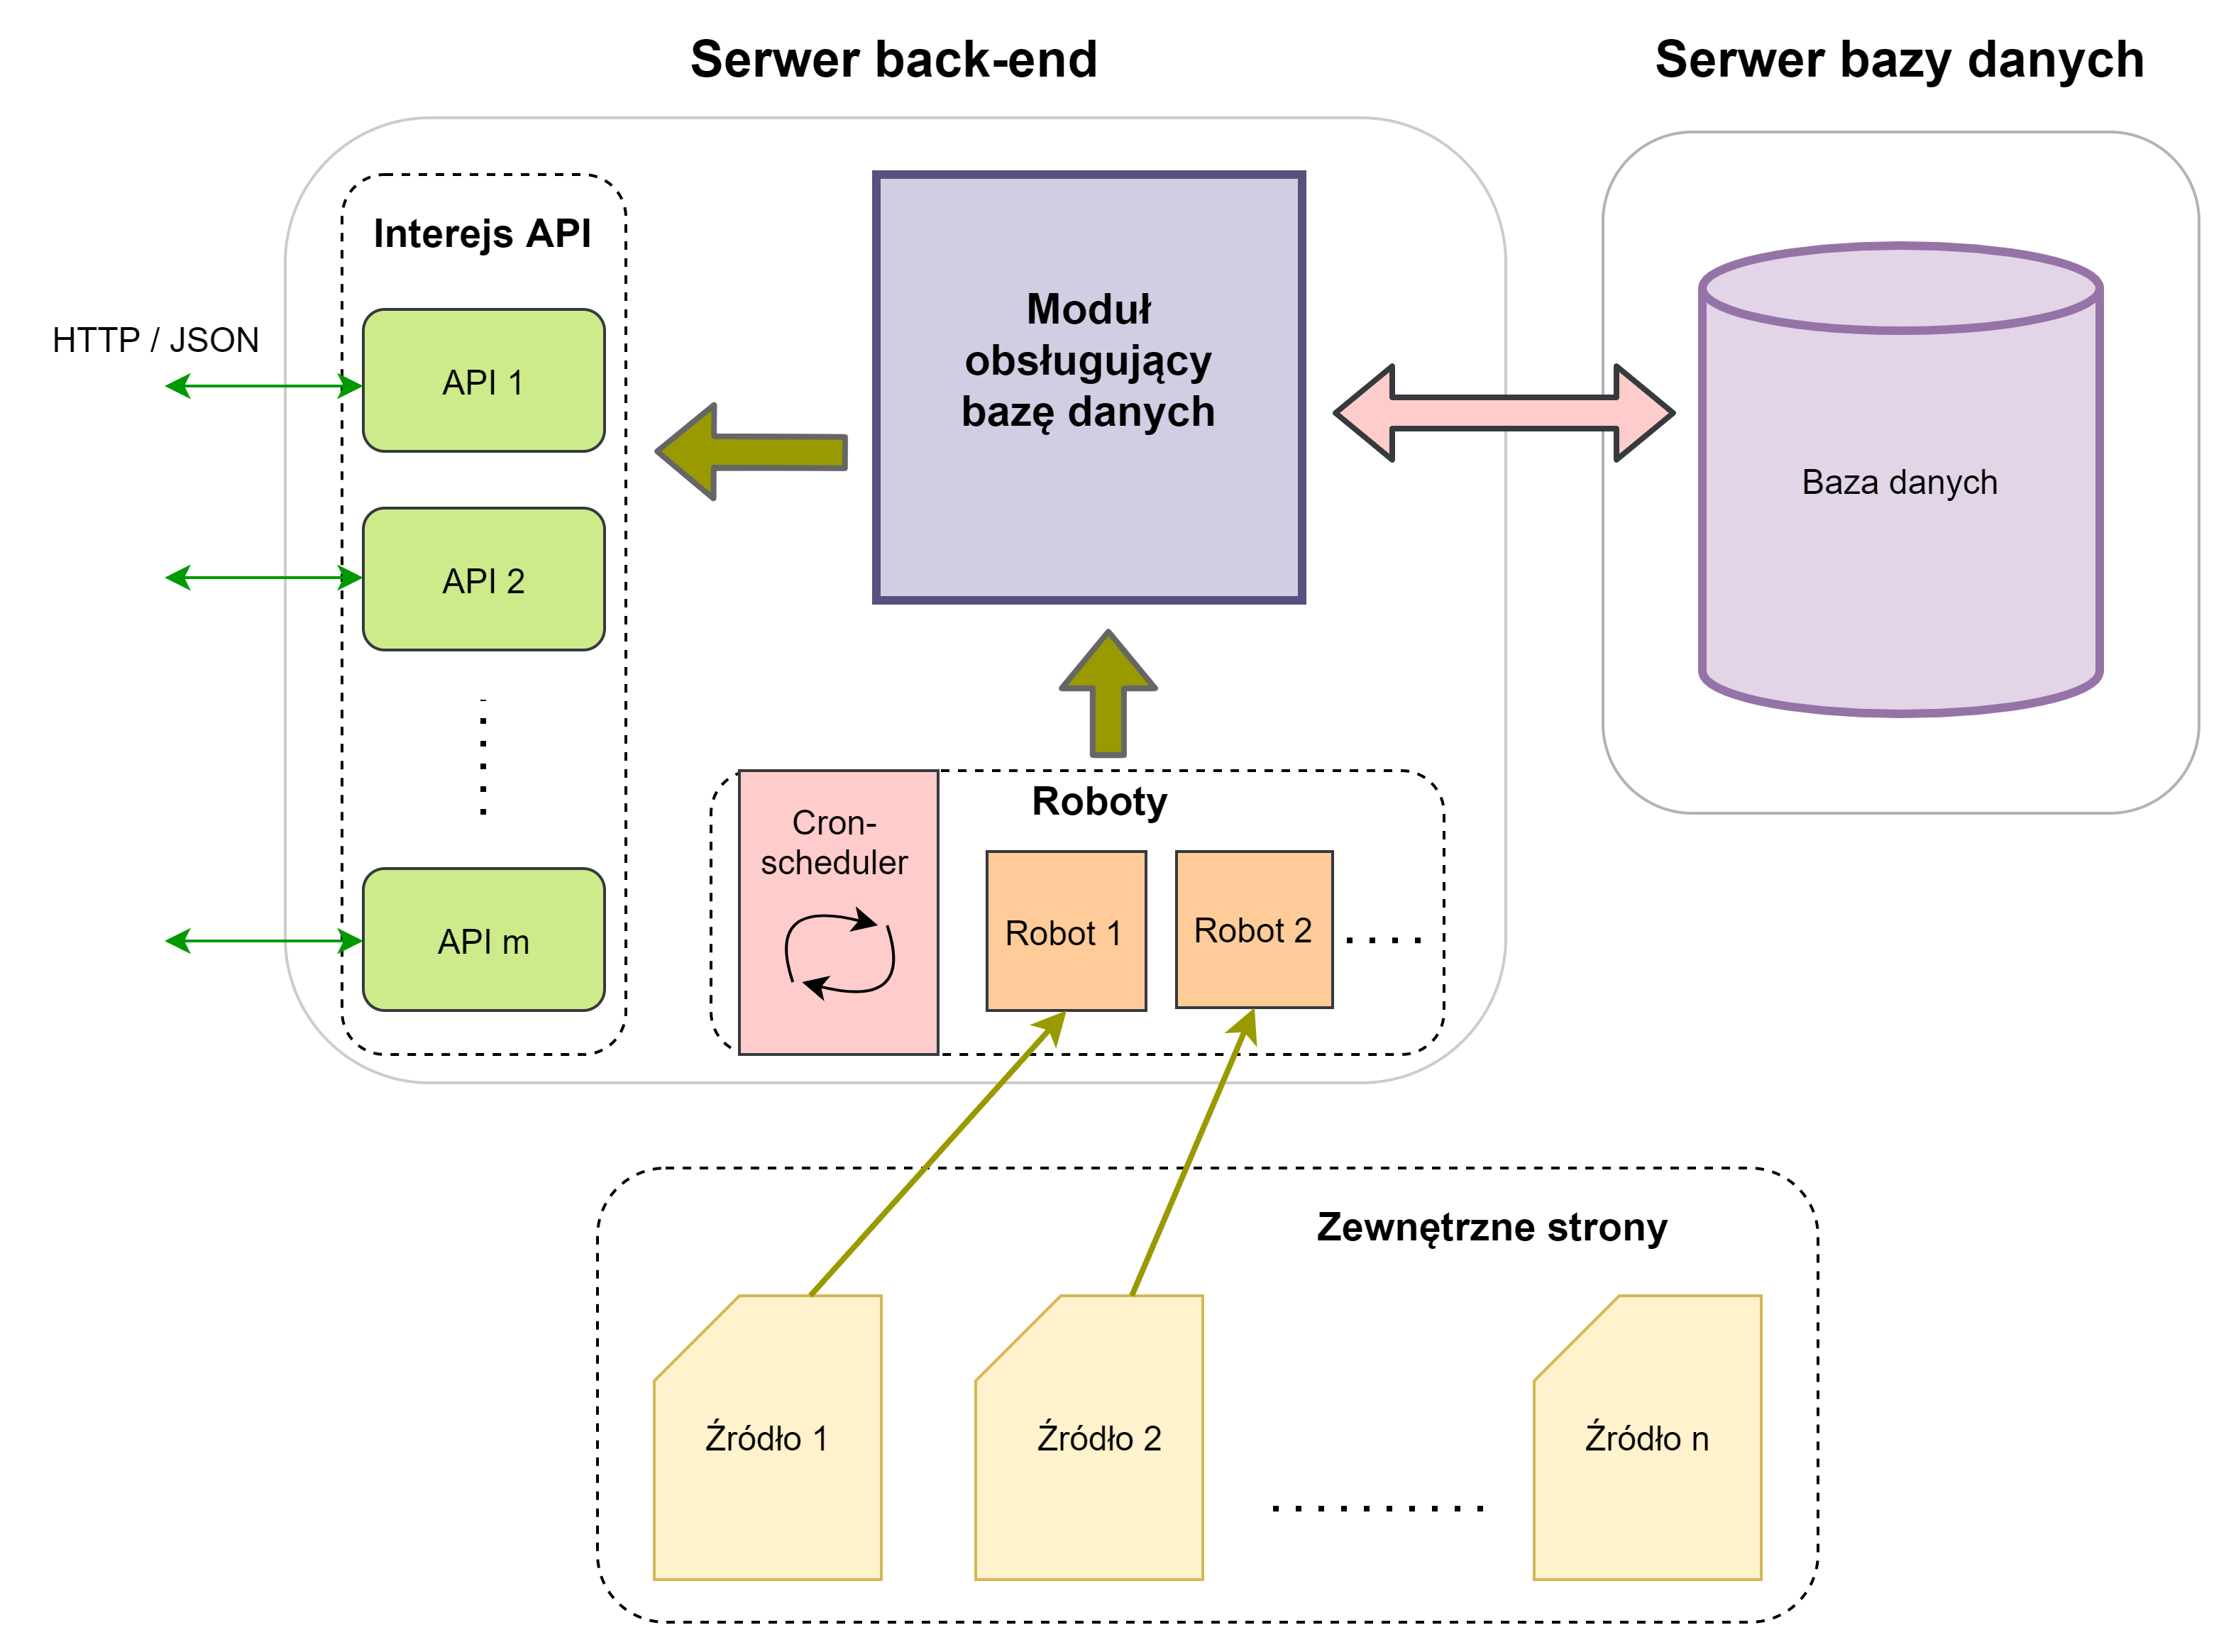 Serwer back-end
Serwer bazy danych
Interejs API
HTTP / JSON
API 1
API 2
API m
Moduł
obsługujący
bazę danych
Baza danych
Roboty
Cron-
scheduler
Robot 1
Robot 2
Zewnętrzne strony
Źródło 1
Źródło 2
Źródło n